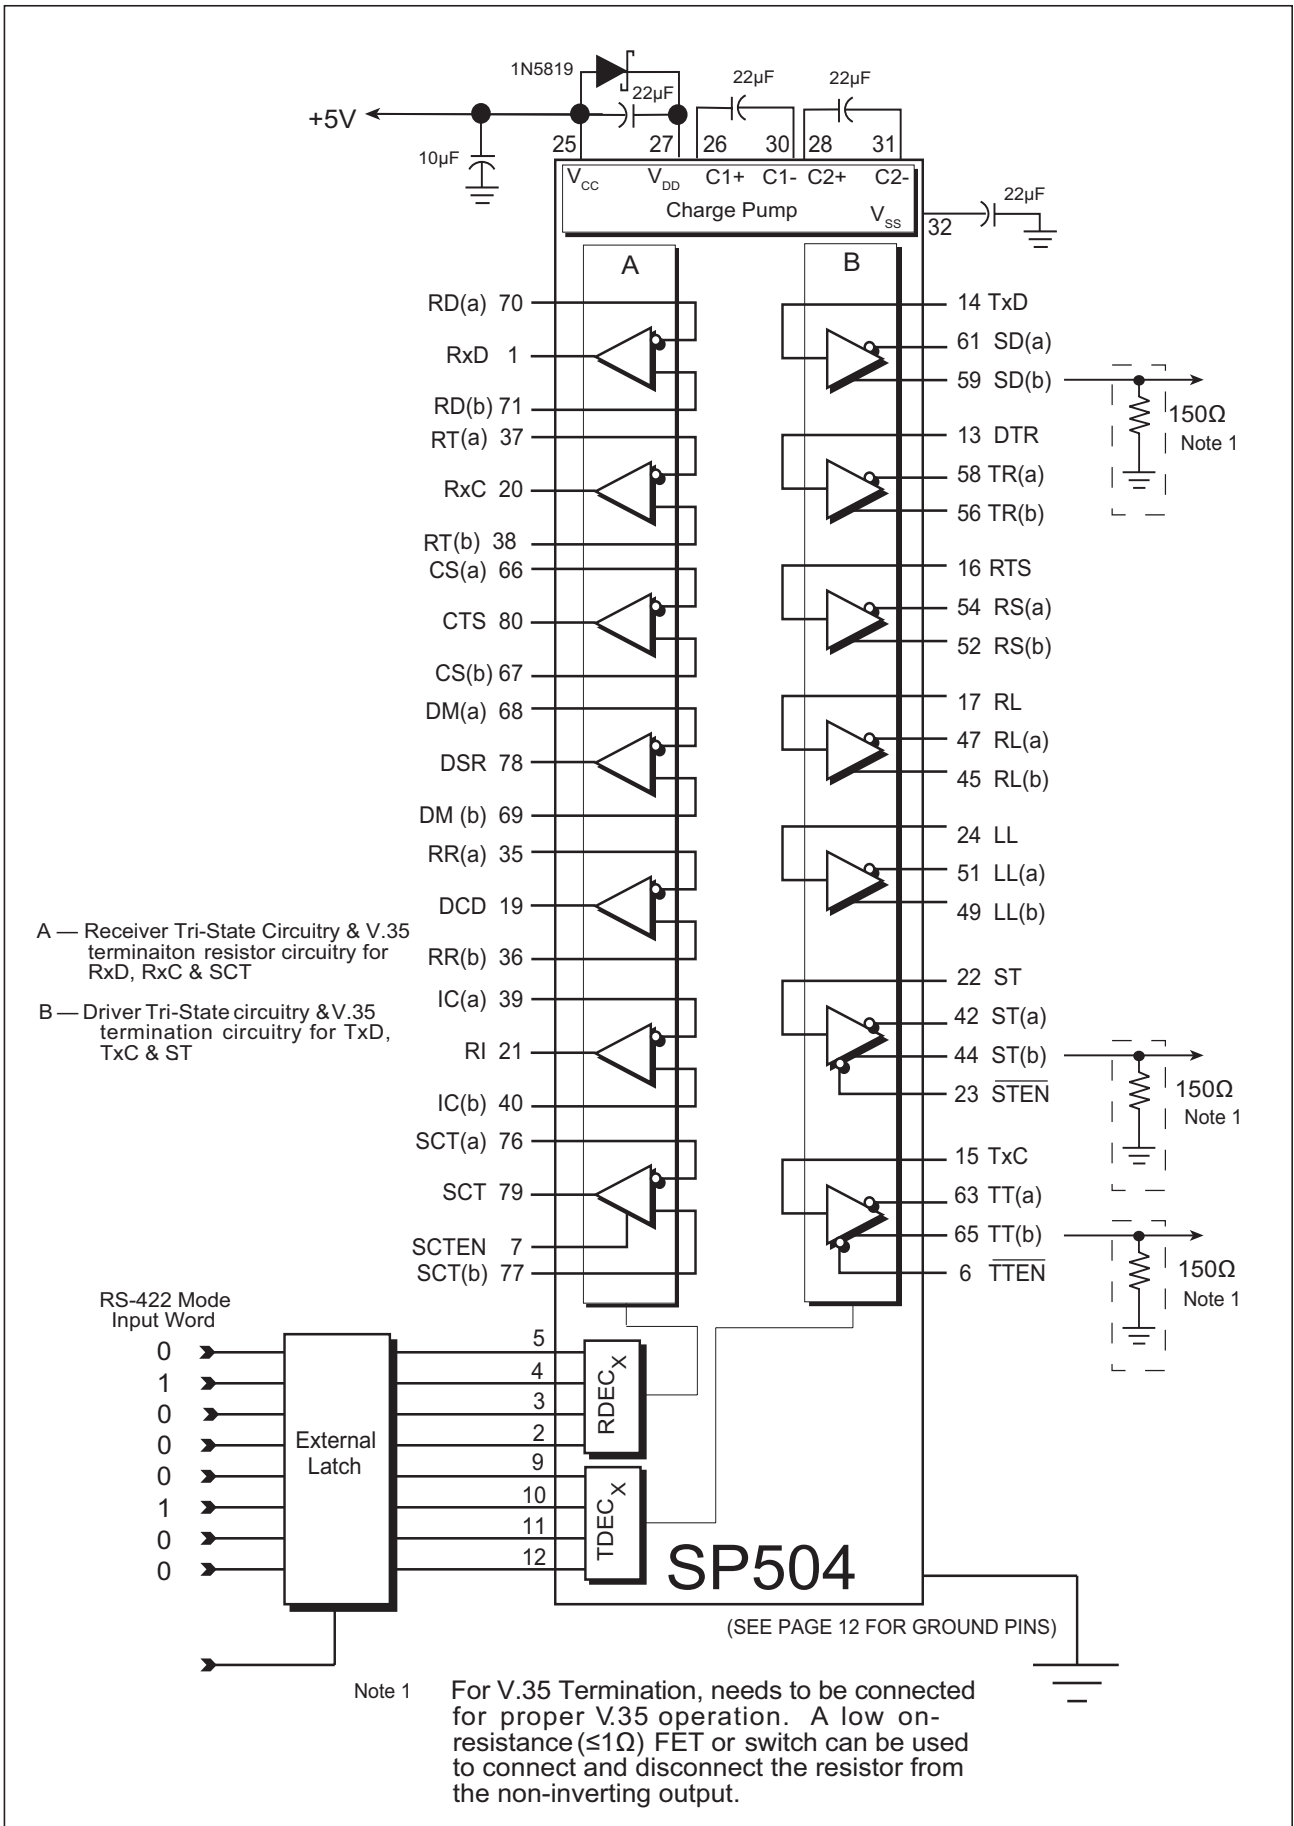 1N5819
22µF
22µF
22µF
+5V
10µF
25
27
26
30
28
31
VCC
VDD
C1+
C1-
C2+
C2-
Charge Pump
VSS
32
22µF
A
B
RD(a) 70
RxD 1
RD(b) 71
RT(a) 37
RxC 20
RT(b) 38
CS(a) 66
CTS 80
CS(b) 67
DM(a) 68
DSR 78
DM (b) 69
RR(a) 35
DCD 19
RR(b) 36
IC(a) 39
RI 21
IC(b) 40
SCT(a) 76
SCT 79
SCTEN 7
SCT(b) 77
14 TxD
61 SD(a)
59 SD(b)
13 DTR
58 TR(a)
56 TR(b)
16 RTS
54 RS(a)
52 RS(b)
17 RL
47 RL(a)
45 RL(b)
24 LL
51 LL(a)
49 LL(b)
22 ST
42 ST(a)
44 ST(b)
23 STEN
15 TxC
63 TT(a)
65 TT(b)
6 TTEN
150Ω
Note 1
150Ω
Note 1
150Ω
Note 1
A — Receiver Tri-State Circuitry & V.35
terminaiton resistor circuitry for
RxD, RxC & SCT
B — Driver Tri-State circuitry & V.35
termination circuitry for TxD,
TxC & ST
RS-422 Mode
Input Word
0
1
0
0
0
1
0
0
External
Latch
5
4
3
2
9
10
11
12
RDECX
TDECX
SP504
(SEE PAGE 12 FOR GROUND PINS)
Note 1
For V.35 Termination, needs to be connected
for proper V.35 operation. A low on-
resistance (≤1Ω) FET or switch can be used
to connect and disconnect the resistor from
the non-inverting output.